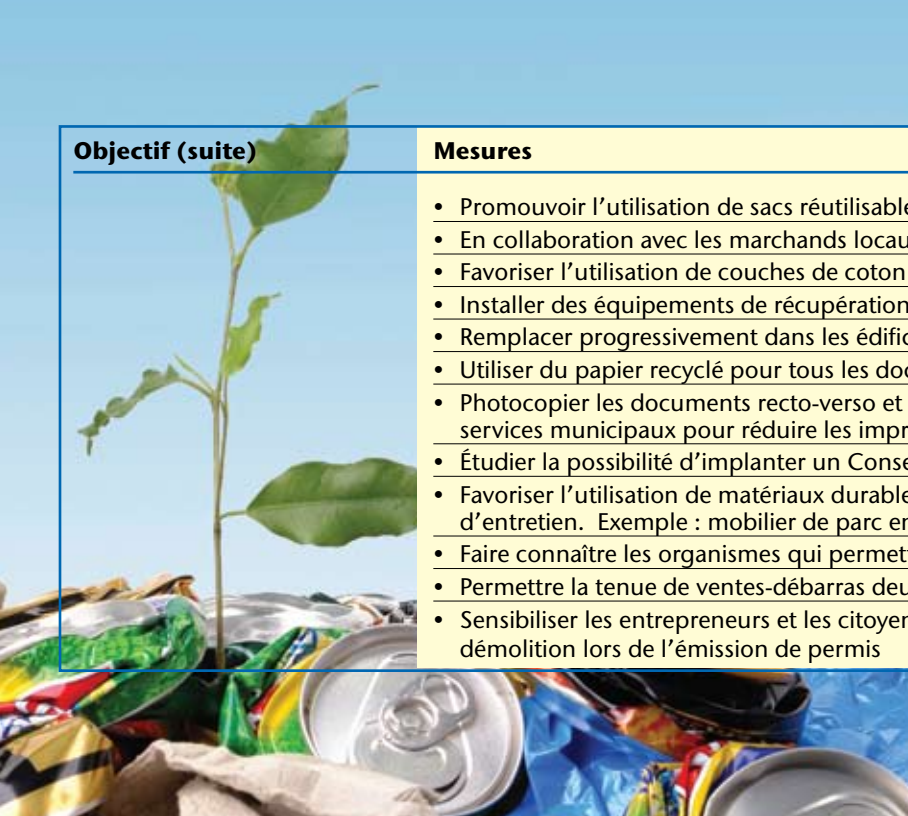 Objectif (suite)
Mesures
• Promouvoir l’utilisation de sacs réutilisable
• En collaboration avec les marchands locau
• Favoriser l’utilisation de couches de coton
• Installer des équipements de récupération
• Remplacer progressivement dans les édific
• Utiliser du papier recyclé pour tous les doc
• Photocopier les documents recto-verso et
services municipaux pour réduire les impr
• Étudier la possibilité d’implanter un Conse
• Favoriser l’utilisation de matériaux durable
d’entretien.  Exemple : mobilier de parc en
• Faire connaître les organismes qui permett
• Permettre la tenue de ventes-débarras deu
• Sensibiliser les entrepreneurs et les citoyen
démolition lors de l’émission de permis